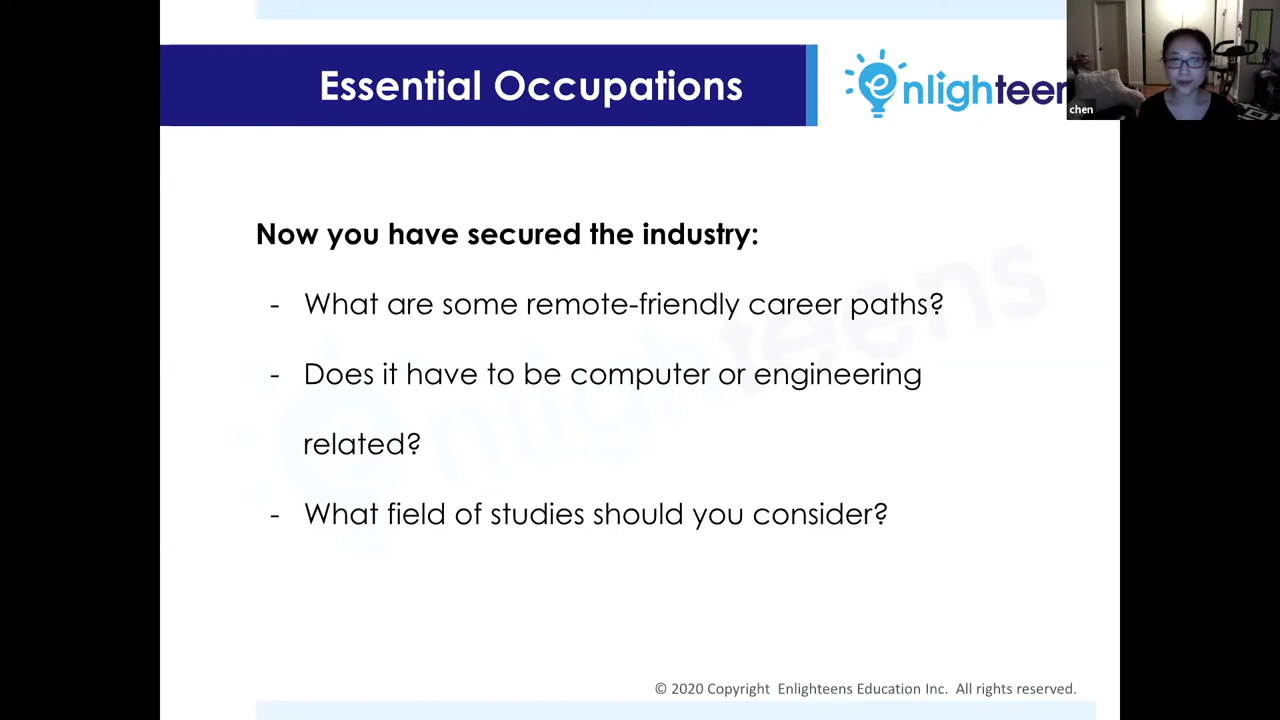 Essential Occupations
enlighteen
chen
Now you have secured the industry:
- What are some remote-friendly career paths?
- Does it have to be computer or engineering
related?
- What field of studies should you consider?
enlighteens
© 2020 Copyright Enlighteens Education Inc. All rights reserved.